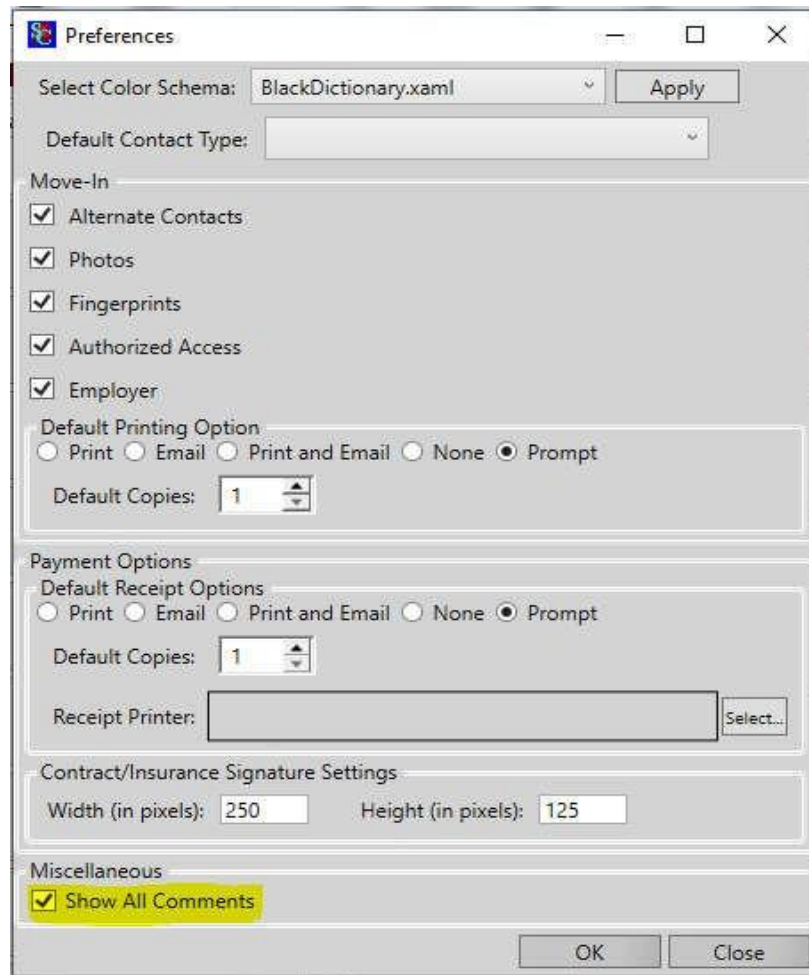 Preferences
Select Color Schema: BlackDictionary.xaml Apply
Default Contact Type:
Move-In
Alternate Contacts
Photos
Fingerprints
Authorized Access
Employer
Default Printing Option
Print Email Print and Email None Prompt
Default Copies: 1
Payment Options
Default Receipt Options
Print Email Print and Email None Prompt
Default Copies: 1
Receipt Printer: Select...
Contract/Insurance Signature Settings
Width (in pixels): 250 Height (in pixels): 125
Miscellaneous
Show All Comments
OK Close